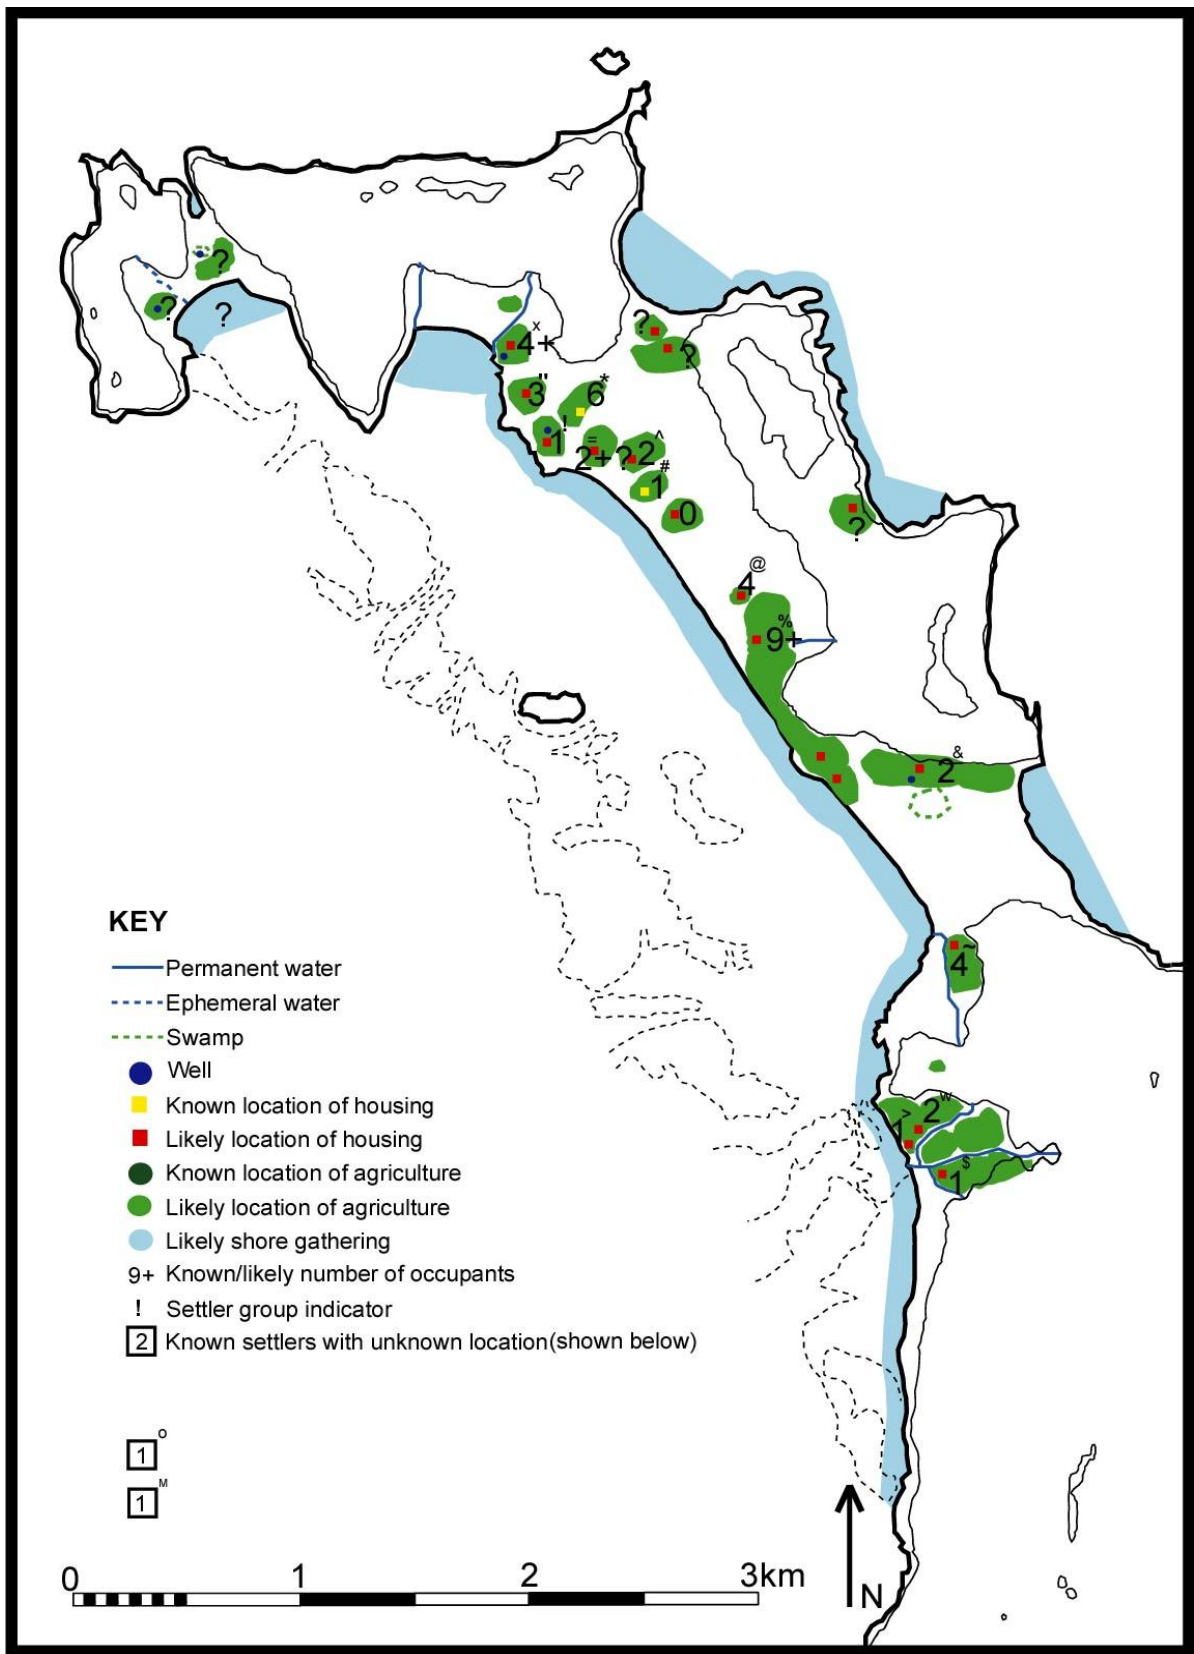 ?
?
?
x
4+
?
?
"
3
*
6
!
1
=
2+
?
^
2
#
1
0
?
@
4
%
9+
&
2
~
4
KEY
Permanent water
Ephemeral water
Swamp
Well
Known location of housing
Likely location of housing
Known location of agriculture
Likely location of agriculture
Likely shore gathering
9+ Known/likely number of occupants
! Settler group indicator
2 Known settlers with unknown location(shown below)
>
1
w
2
$
1
1 O
1 M
0 1 2 3km
N